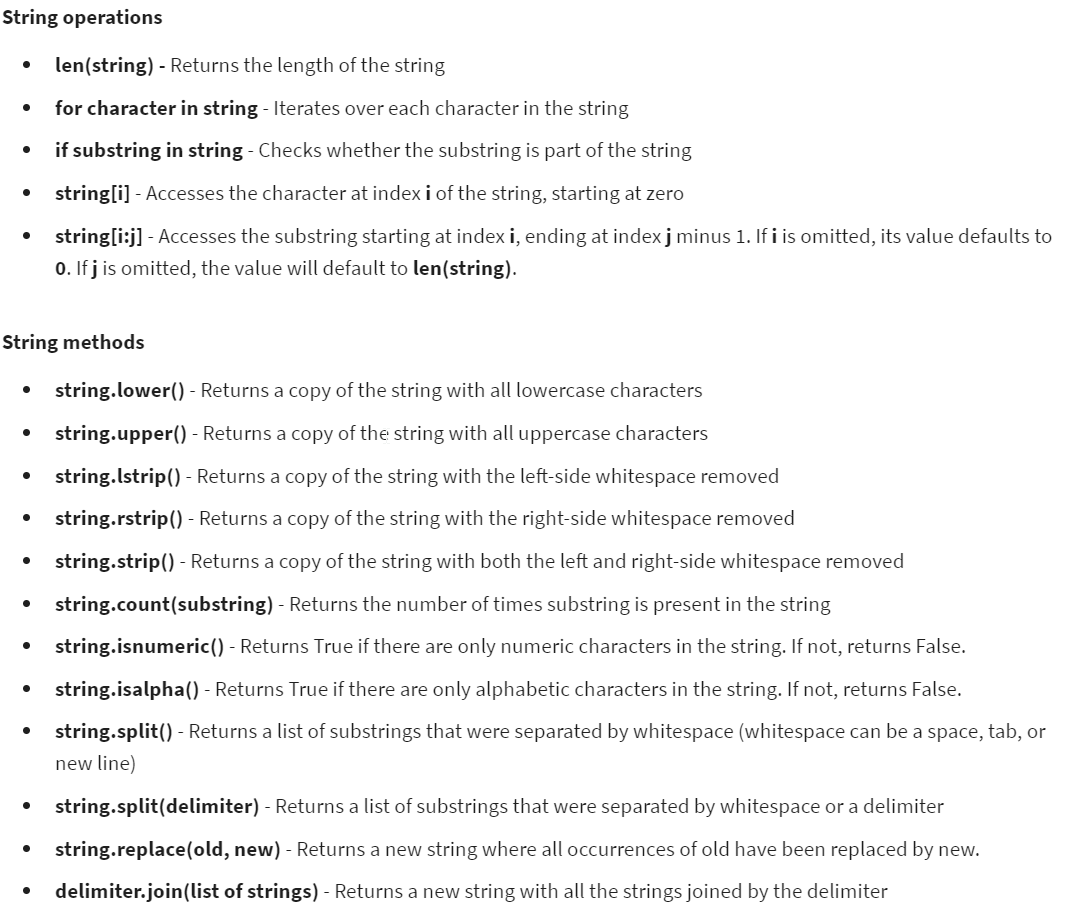 String operations
• len(string) - Returns the length of the string
• for character in string - Iterates over each character in the string
• if substring in string - Checks whether the substring is part of the string
• string[i] - Accesses the character at index i of the string, starting at zero
• string[i:j] - Accesses the substring starting at index i, ending at index j minus 1. If i is omitted, its value defaults to
0. If j is omitted, the value will default to len(string).
String methods
• string.lower() - Returns a copy of the string with all lowercase characters
• string.upper() - Returns a copy of the string with all uppercase characters
• string.lstrip() - Returns a copy of the string with the left-side whitespace removed
• string.rstrip() - Returns a copy of the string with the right-side whitespace removed
• string.strip() - Returns a copy of the string with both the left and right-side whitespace removed
• string.count(substring) - Returns the number of times substring is present in the string
• string.isnumeric() - Returns True if there are only numeric characters in the string. If not, returns False.
• string.isalpha() - Returns True if there are only alphabetic characters in the string. If not, returns False.
• string.split() - Returns a list of substrings that were separated by whitespace (whitespace can be a space, tab, or
new line)
• string.split(delimiter) - Returns a list of substrings that were separated by whitespace or a delimiter
• string.replace(old, new) - Returns a new string where all occurrences of old have been replaced by new.
• delimiter.join(list of strings) - Returns a new string with all the strings joined by the delimiter